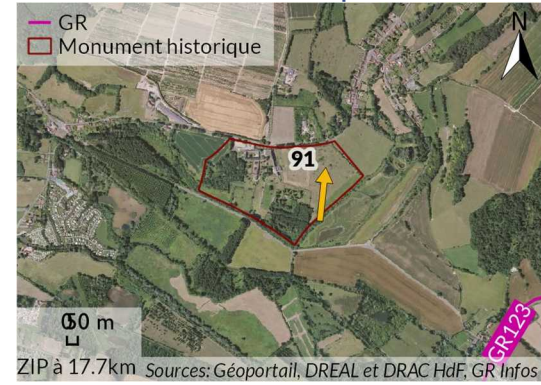 N
GR
Monument historique
91
GR123
50 m
ZIP à 17.7km
Sources: Géoportail, DREAL et DRAC HdF, GR Infos